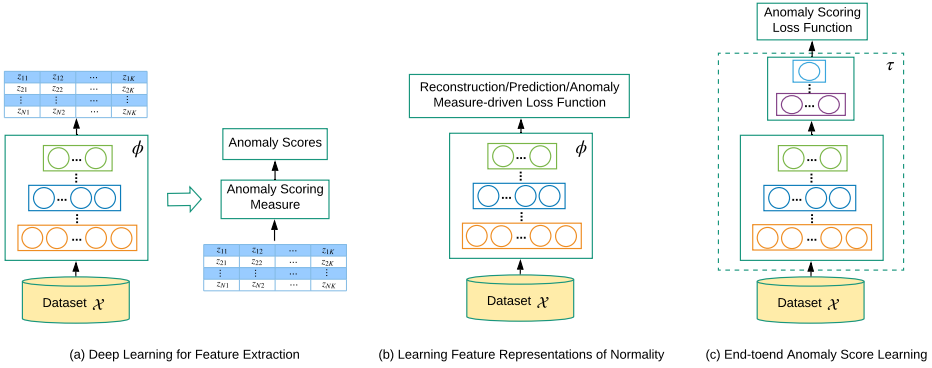 z11 z12 ... z1K
z21 z22 ... z2K
⋮ ⋮ ... ⋮
zN1 zN2 ... zNK
ϕ
...
⋮
...
⋮
...
Dataset 𝒳
Anomaly Scores
Anomaly Scoring
Measure
z11 z12 ... z1K
z21 z22 ... z2K
⋮ ⋮ ... ⋮
zN1 zN2 ... zNK
(a) Deep Learning for Feature Extraction
Reconstruction/Prediction/Anomaly
Measure-driven Loss Function
ϕ
...
⋮
...
⋮
...
Dataset 𝒳
(b) Learning Feature Representations of Normality
Anomaly Scoring
Loss Function
τ
⋮
...
...
⋮
...
⋮
...
Dataset 𝒳
(c) End-toend Anomaly Score Learning